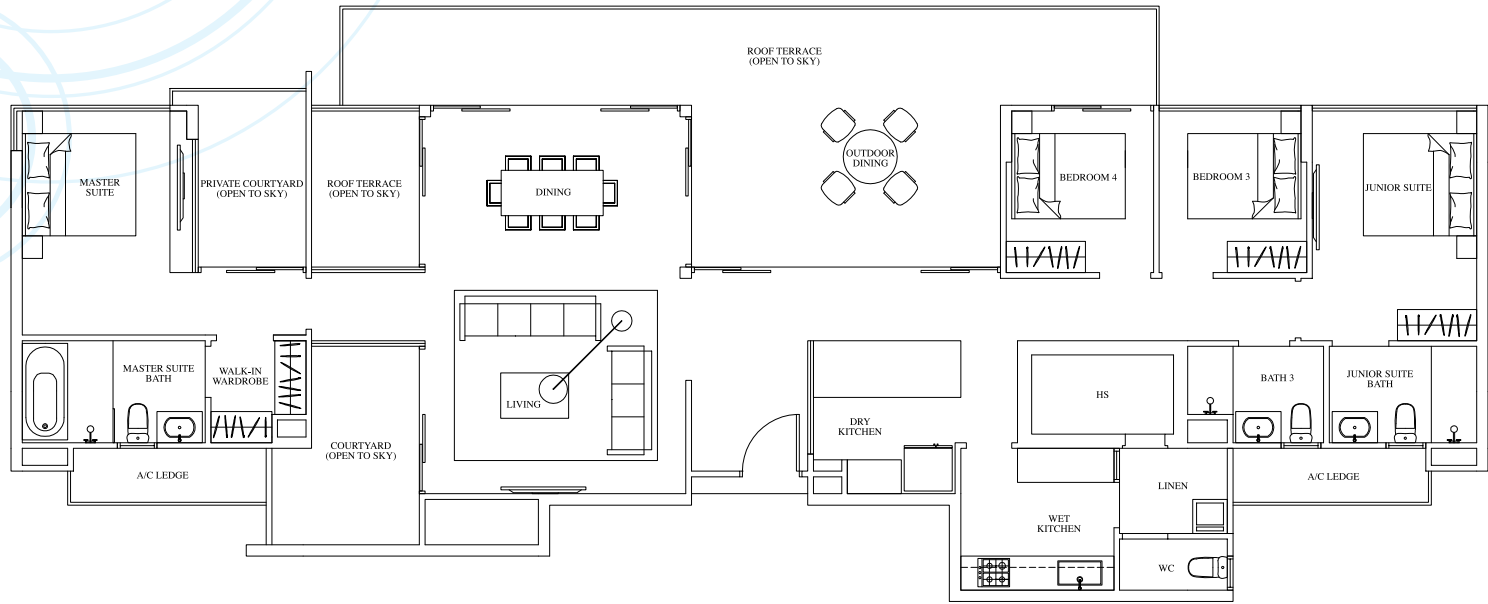 ROOF TERRACE
(OPEN TO SKY)
MASTER
SUITE
PRIVATE COURTYARD
(OPEN TO SKY)
ROOF TERRACE
(OPEN TO SKY)
DINING
OUTDOOR
DINING
BEDROOM 4
BEDROOM 3
JUNIOR SUITE
MASTER SUITE
BATH
WALK-IN
WARDROBE
LIVING
DRY
KITCHEN
HS
BATH 3
JUNIOR SUITE
BATH
COURTYARD
(OPEN TO SKY)
A/C LEDGE
WET
KITCHEN
LINEN
A/C LEDGE
WC